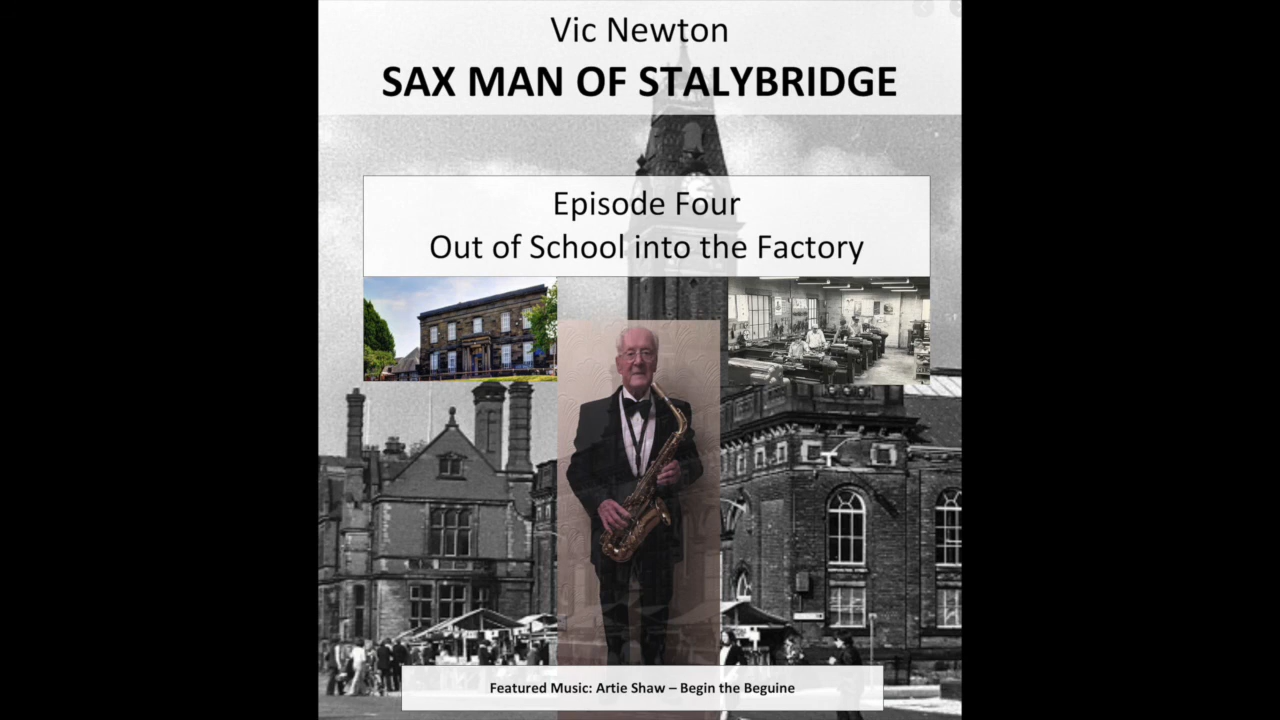 Vic Newton
SAX MAN OF STALYBRIDGE
Episode Four
Out of School into the Factory
Featured Music: Artie Shaw – Begin the Beguine